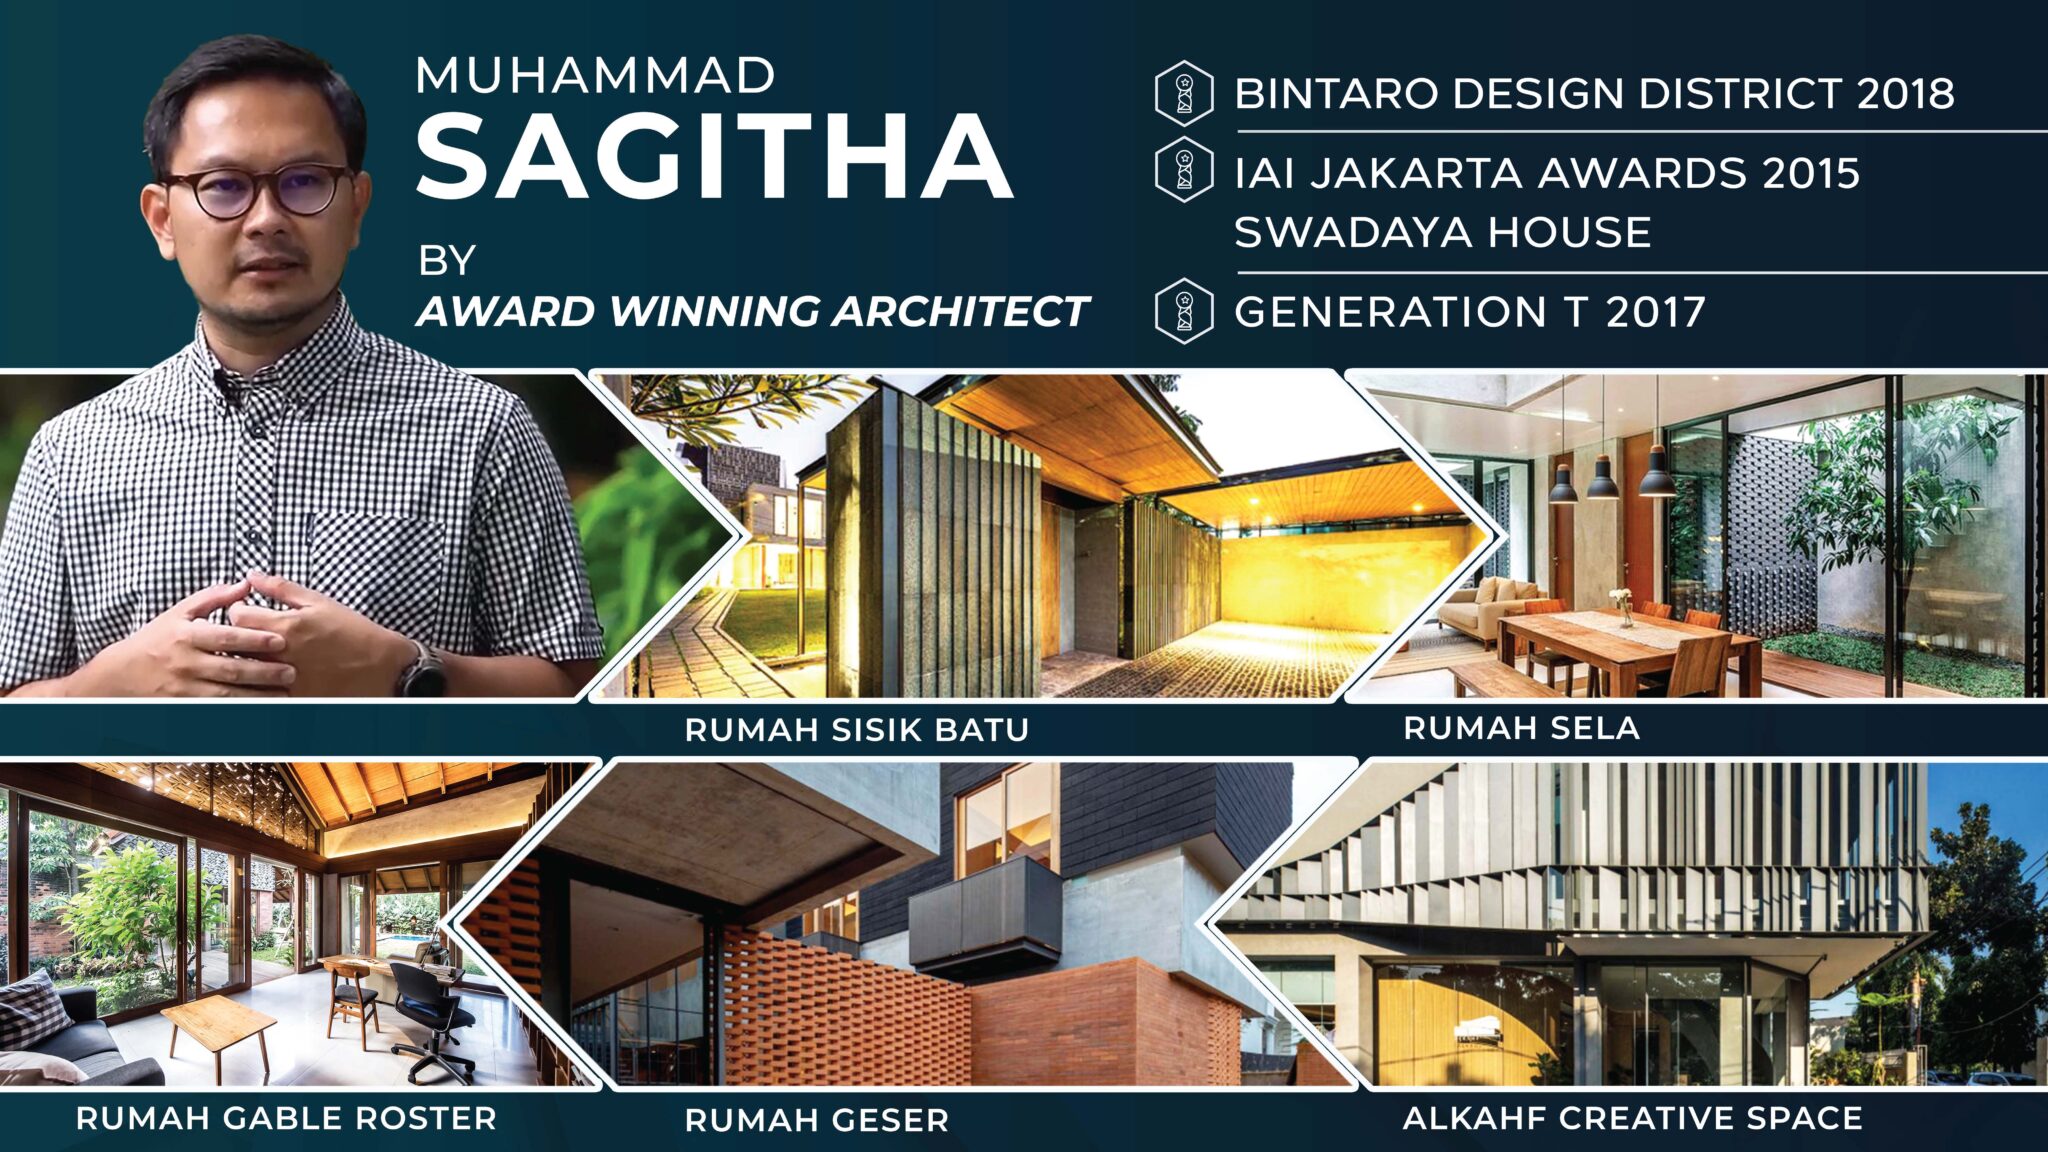 MUHAMMAD
SAGITHA
BY
AWARD WINNING ARCHITECT
BINTARO DESIGN DISTRICT 2018
IAI JAKARTA AWARDS 2015
SWADAYA HOUSE
GENERATION T 2017
RUMAH SISIK BATU
RUMAH SELA
RUMAH GABLE ROSTER
RUMAH GESER
ALKAHF CREATIVE SPACE